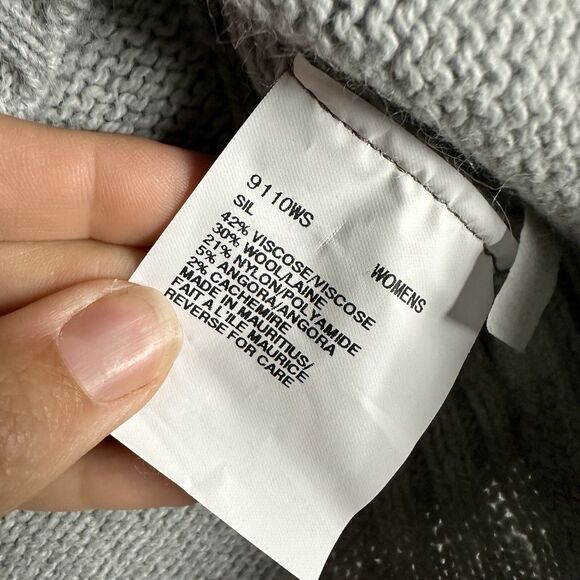 9110WS
SIL
WOMENS
42% VISCOSE/VISCOSE
30% WOOL/LAINE
21% NYLON/POLYAMIDE
5% ANGORA/ANGORA
2% CACHEMIRE
MADE IN MAURITIUS/
FAIT A L'ILE MAURICE
REVERSE FOR CARE